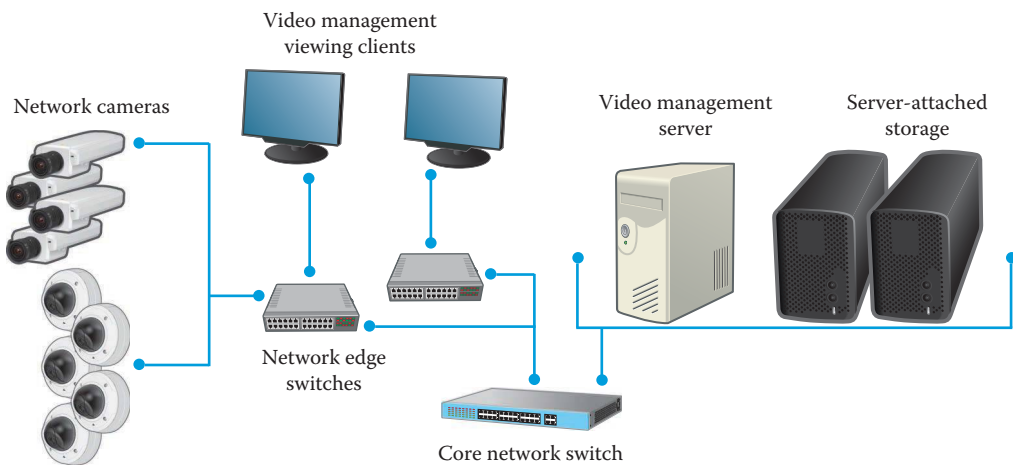 Video management
viewing clients
Network cameras
Video management
server
Server-attached
storage
Network edge
switches
Core network switch